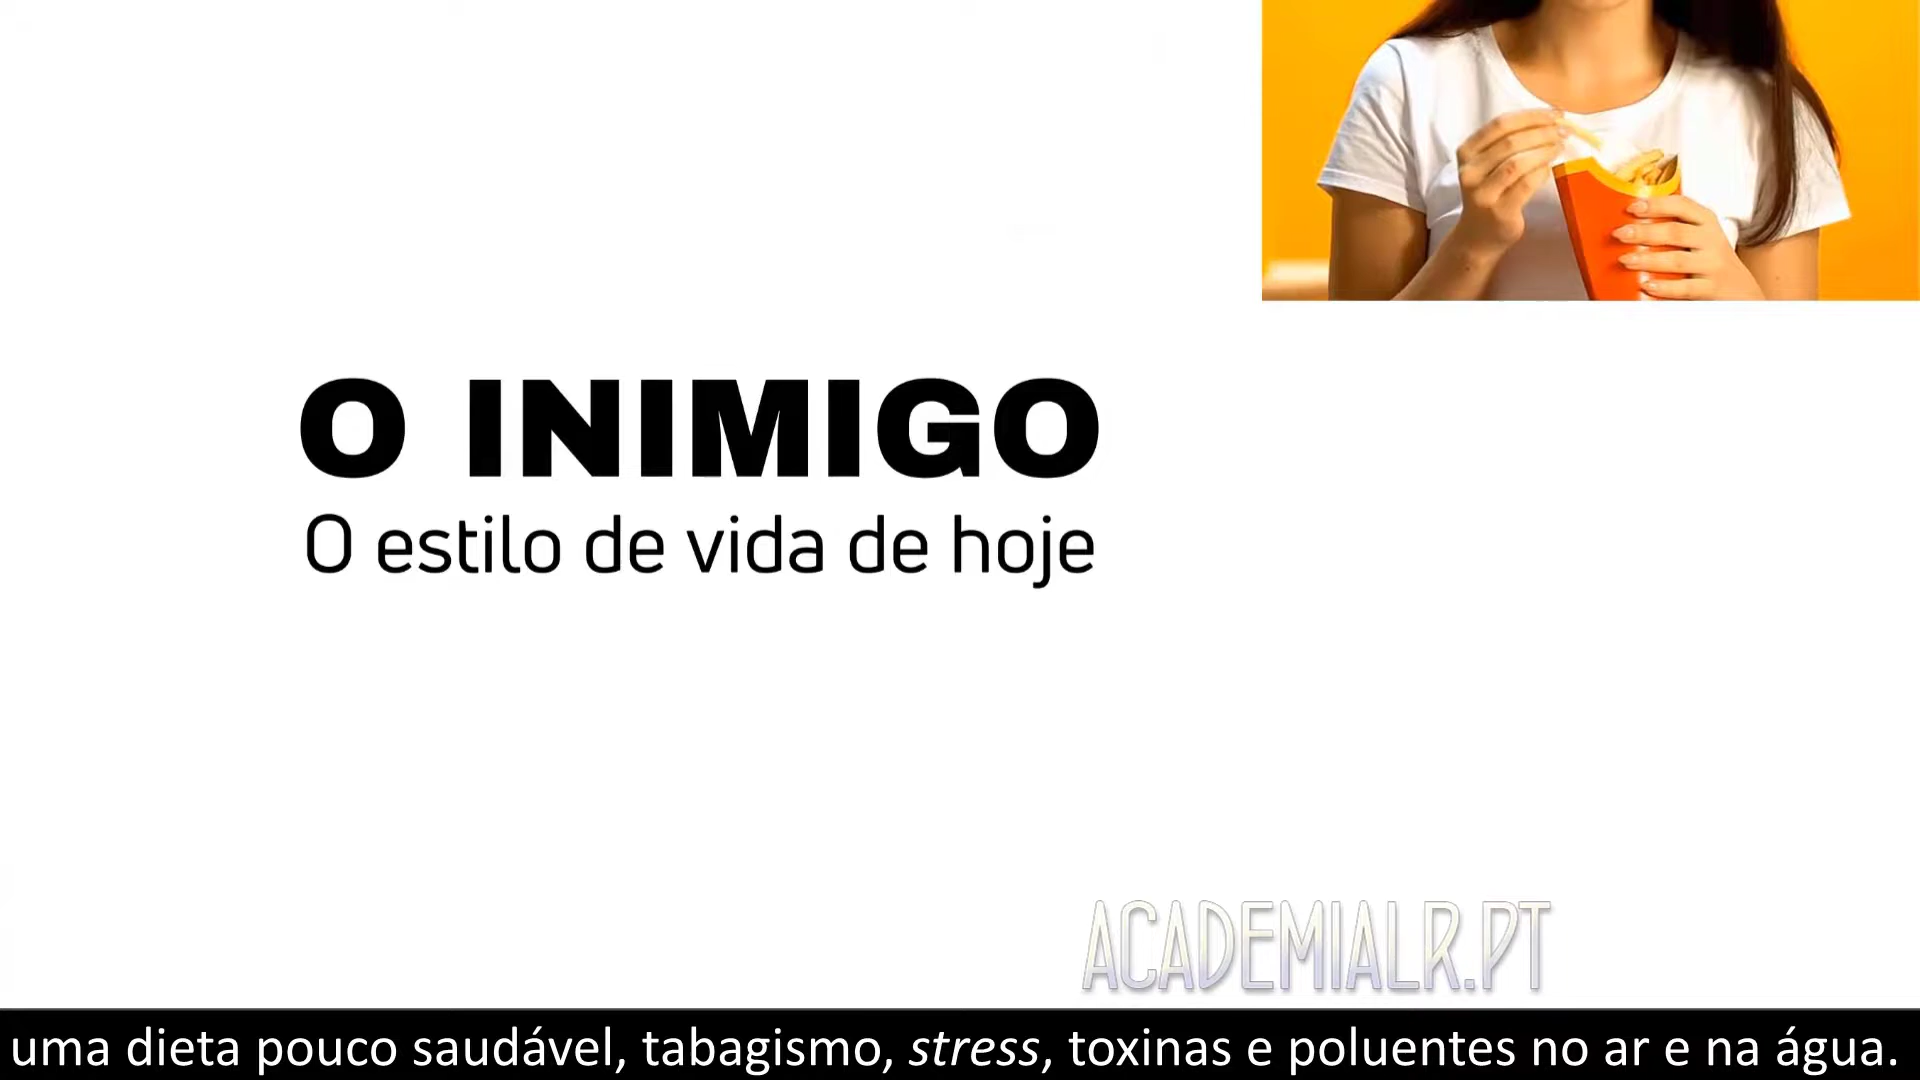 O INIMIGO
O estilo de vida de hoje
ACADEMIALR.PT
uma dieta pouco saudável, tabagismo, stress, toxinas e poluentes no ar e na água.